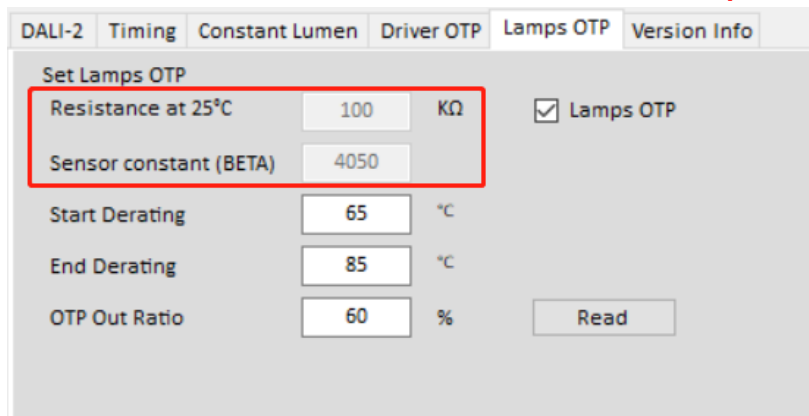 DALI-2 Timing Constant Lumen Driver OTP Lamps OTP Version Info
Set Lamps OTP
Resistance at 25°C 100 KΩ Lamps OTP
Sensor constant (BETA) 4050
Start Derating 65 °C
End Derating 85 °C
OTP Out Ratio 60 % Read